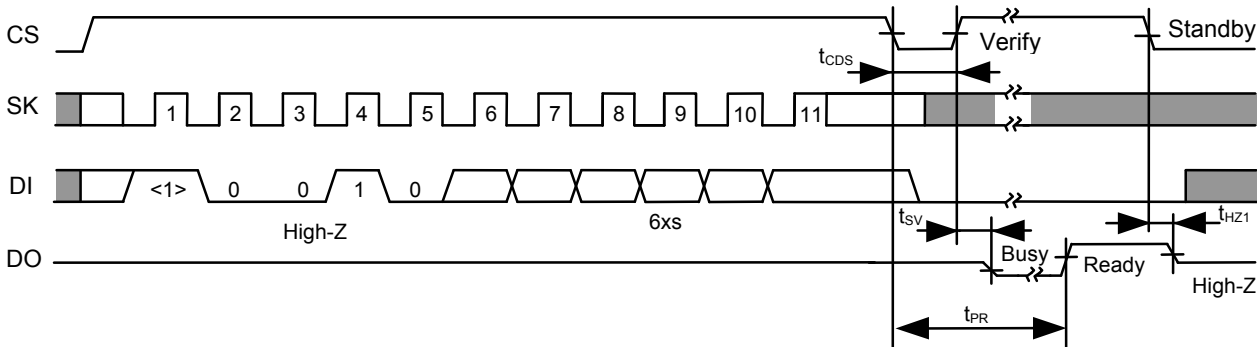 CS
Verify
Standby
tCDS
SK
1 2 3 4 5 6 7 8 9 10 11
DI
<1> 0 0 1 0
High-Z
6xs
tSV
tHZ1
DO
Busy
Ready
High-Z
tPR